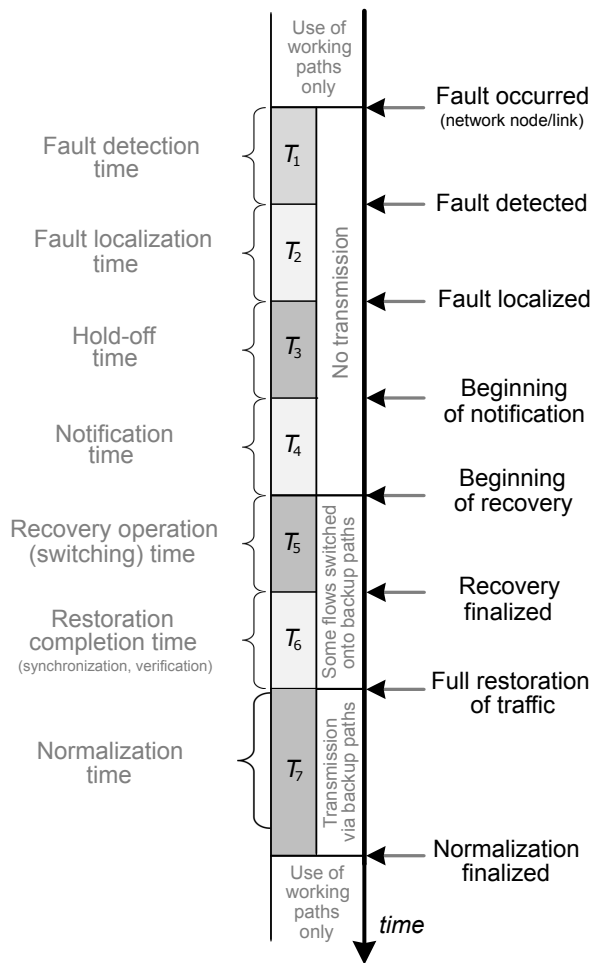 Use of
working
paths
only
Fault occurred
(network node/link)
Fault detection
time
T1
Fault detected
Fault localization
time
T2
No transmission
Fault localized
Hold-off
time
T3
Beginning
of notification
Notification
time
T4
Beginning
of recovery
Recovery operation
(switching) time
T5
Some flows switched
onto backup paths
Recovery
finalized
Restoration
completion time
(synchronization, verification)
T6
Full restoration
of traffic
Normalization
time
T7
Transmission
via backup paths
Normalization
finalized
Use of
working
paths
only
time